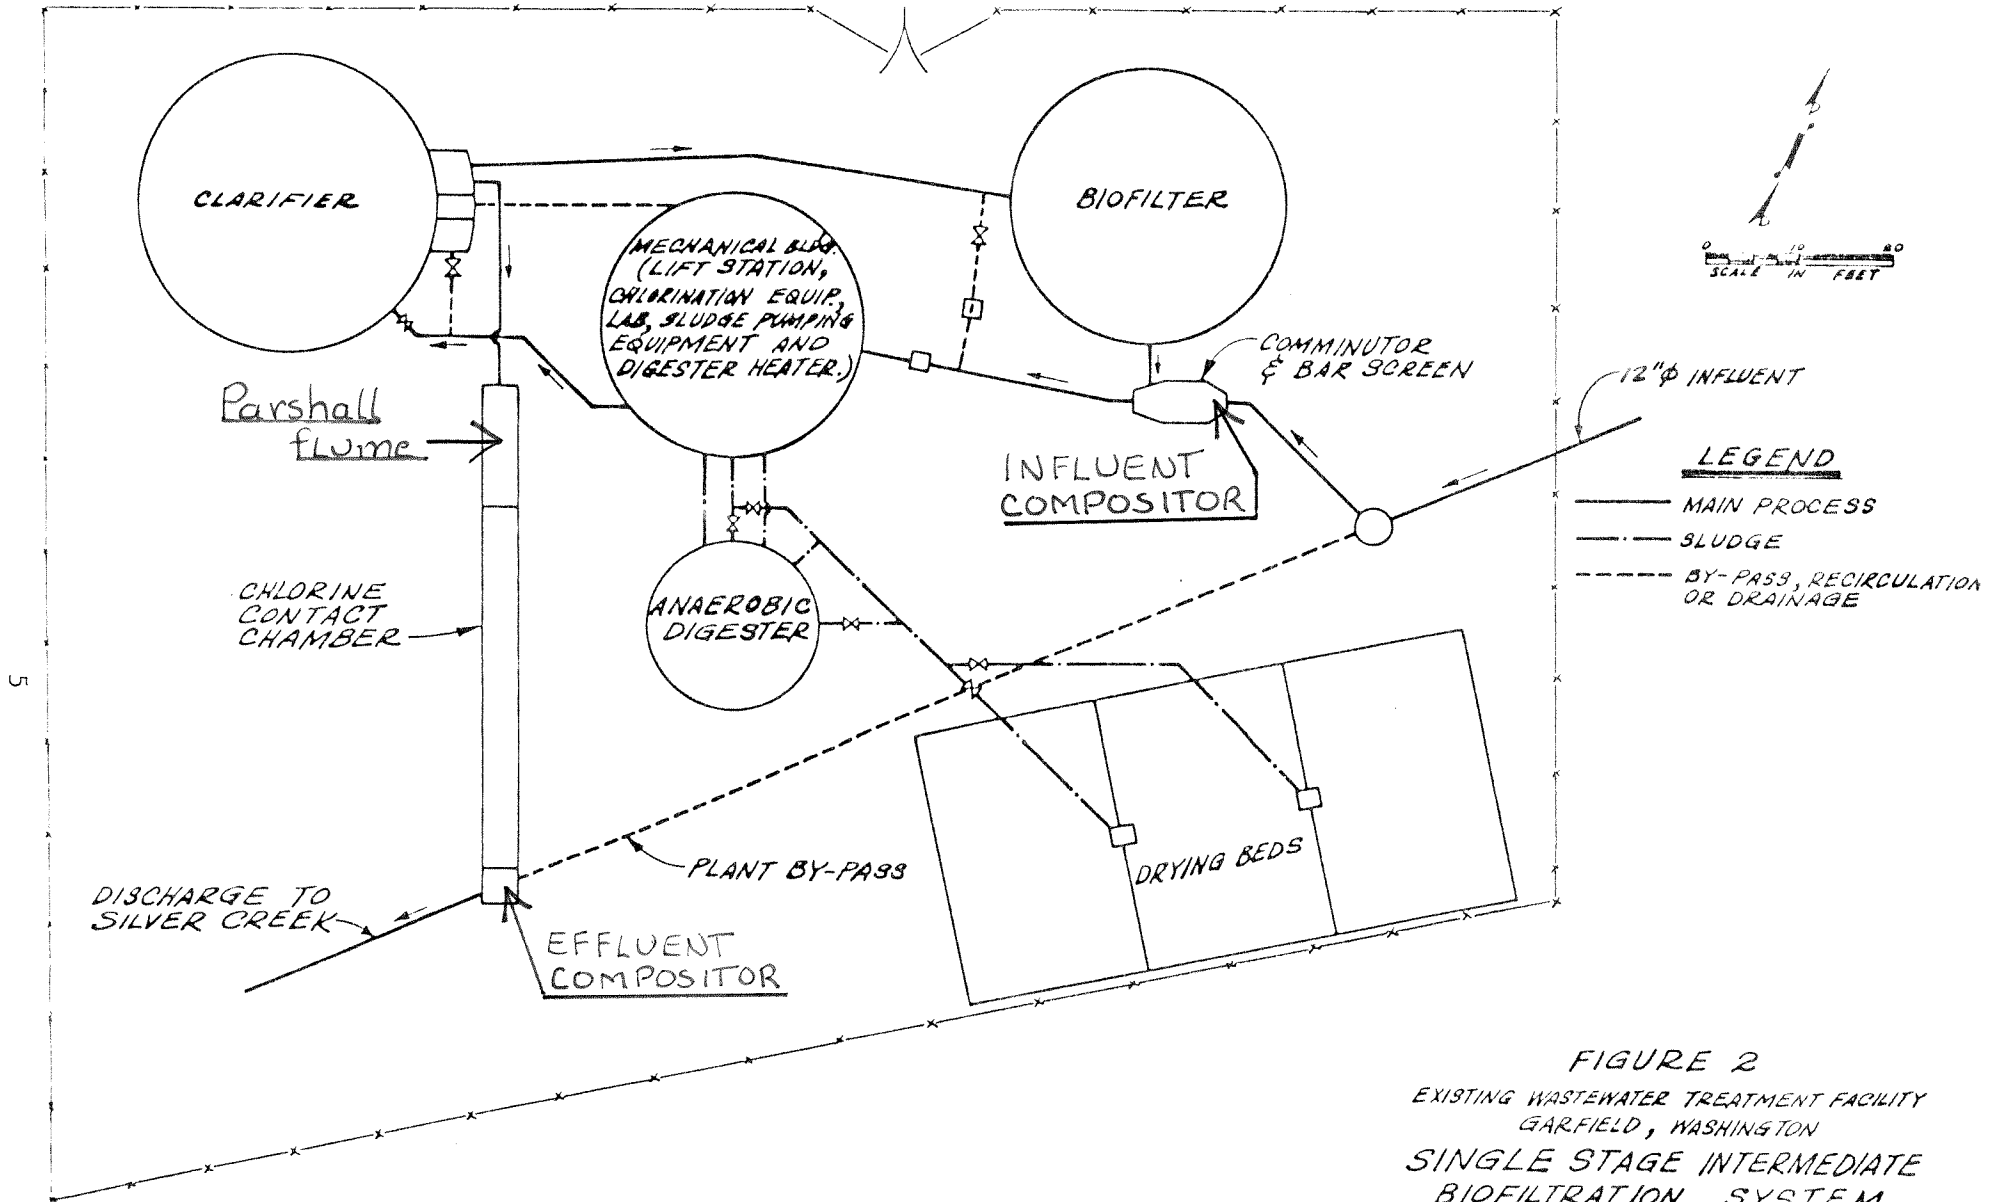 CLARIFIER
BIOFILTER
MECHANICAL BLDG.
(LIFT STATION,
CHLORINATION EQUIP.,
LAB, SLUDGE PUMPING
EQUIPMENT AND
DIGESTER HEATER.)
0 10 20
SCALE IN FEET
COMMINUTOR
& BAR SCREEN
12"φ INFLUENT
Parshall
fLume
INFLUENT
COMPOSITOR
LEGEND
MAIN PROCESS
SLUDGE
BY-PASS, RECIRCULATION
OR DRAINAGE
CHLORINE
CONTACT
CHAMBER
ANAEROBIC
DIGESTER
5
PLANT BY-PASS
DRYING BEDS
DISCHARGE TO
SILVER CREEK
EFFLUENT
COMPOSITOR
FIGURE 2
EXISTING WASTEWATER TREATMENT FACILITY
GARFIELD, WASHINGTON
SINGLE STAGE INTERMEDIATE
BIOFILTRATION SYSTEM